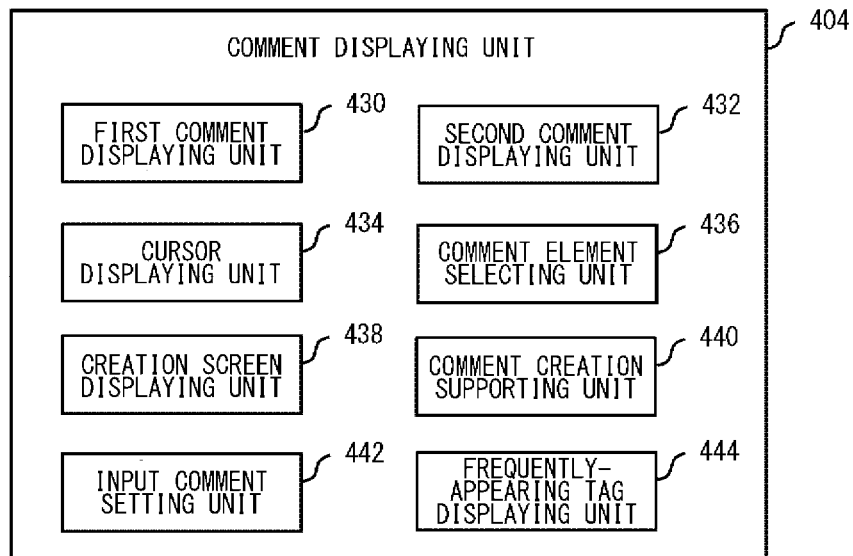 404
COMMENT DISPLAYING UNIT
430
FIRST COMMENT
DISPLAYING UNIT
432
SECOND COMMENT
DISPLAYING UNIT
434
CURSOR
DISPLAYING UNIT
436
COMMENT ELEMENT
SELECTING UNIT
438
CREATION SCREEN
DISPLAYING UNIT
440
COMMENT CREATION
SUPPORTING UNIT
442
INPUT COMMENT
SETTING UNIT
444
FREQUENTLY-
APPEARING TAG
DISPLAYING UNIT